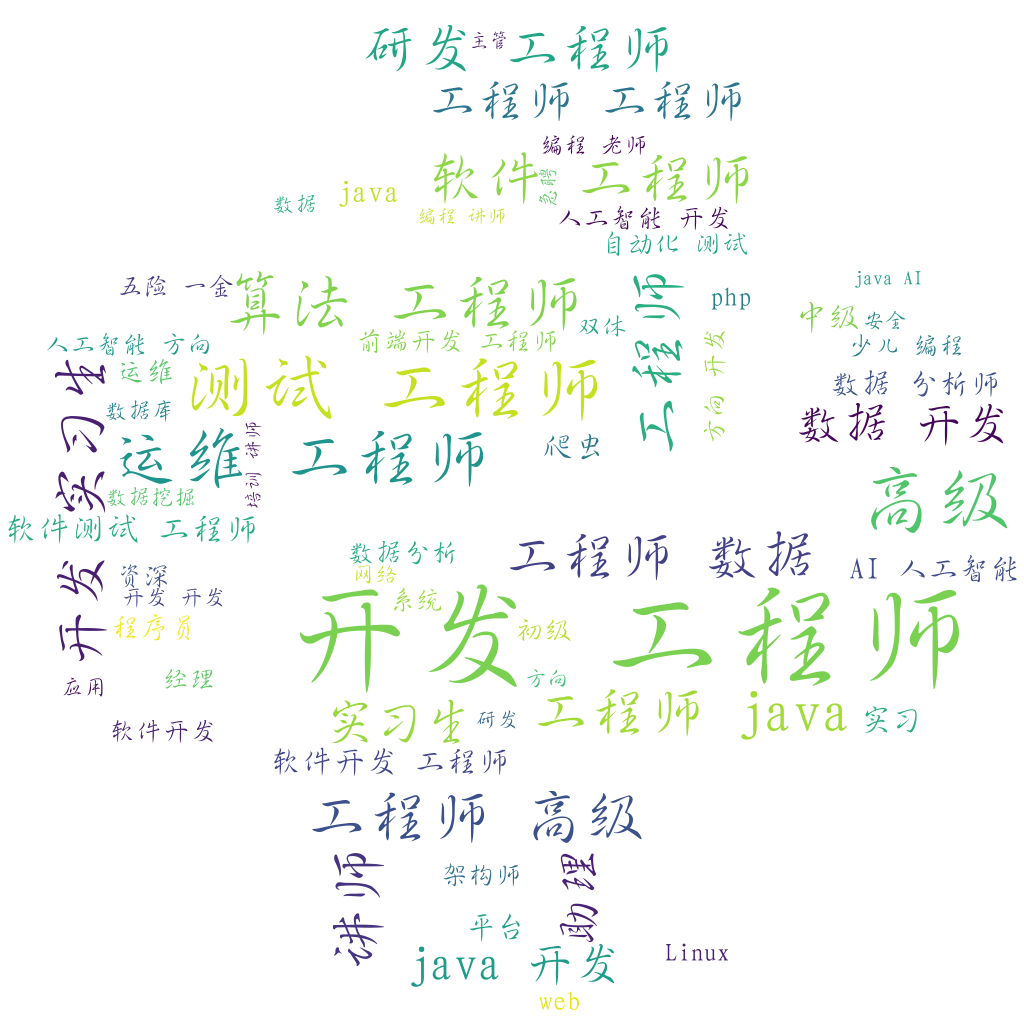 研发 工程师
主管
工程师 工程师
编程 老师
软件 工程师
急聘
数据
java
编程 讲师
人工智能 开发
自动化 测试
五险 一金
算法 工程师
工程师
php
java AI
中级
安全
双休
人工智能 方向
前端开发 工程师
方向 开发
少儿 编程
实习生
运维
测试 工程师
数据 分析师
数据库
数据 开发
运维 工程师
培训 讲师
爬虫
数据挖掘
高级
软件测试 工程师
数据分析
工程师 数据
AI 人工智能
开发
资深
网络
开发 开发
系统
开发 工程师
程序员
初级
应用
经理
方向
实习生
研发
工程师 java
实习
软件开发
软件开发 工程师
工程师 高级
讲师
架构师
助理
平台
java 开发
Linux
web